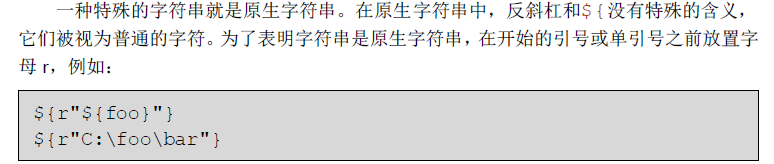 一种特殊的字符串就是原生字符串。在原生字符串中，反斜杠和${没有特殊的含义，
它们被视为普通的字符。为了表明字符串是原生字符串，在开始的引号或单引号之前放置字
母 r，例如：
${r"${foo}"}
${r"C:\foo\bar"}